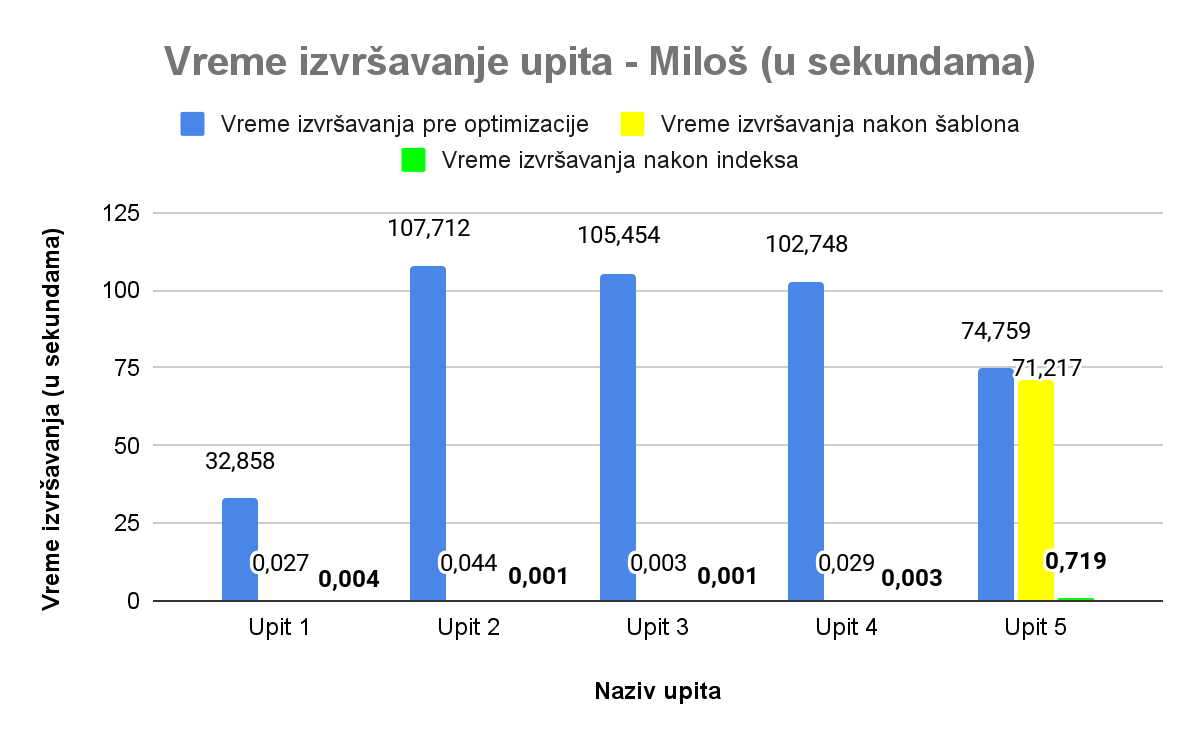 Vreme izvršavanje upita - Miloš (u sekundama)
Vreme izvršavanja pre optimizacije
Vreme izvršavanja nakon šablona
Vreme izvršavanja nakon indeksa
Vreme izvršavanja (u sekundama)
125
100
75
50
25
0
32,858
0,027
0,004
107,712
0,044
0,001
105,454
0,003
0,001
102,748
0,029
0,003
74,759
71,217
0,719
Upit 1
Upit 2
Upit 3
Upit 4
Upit 5
Naziv upita